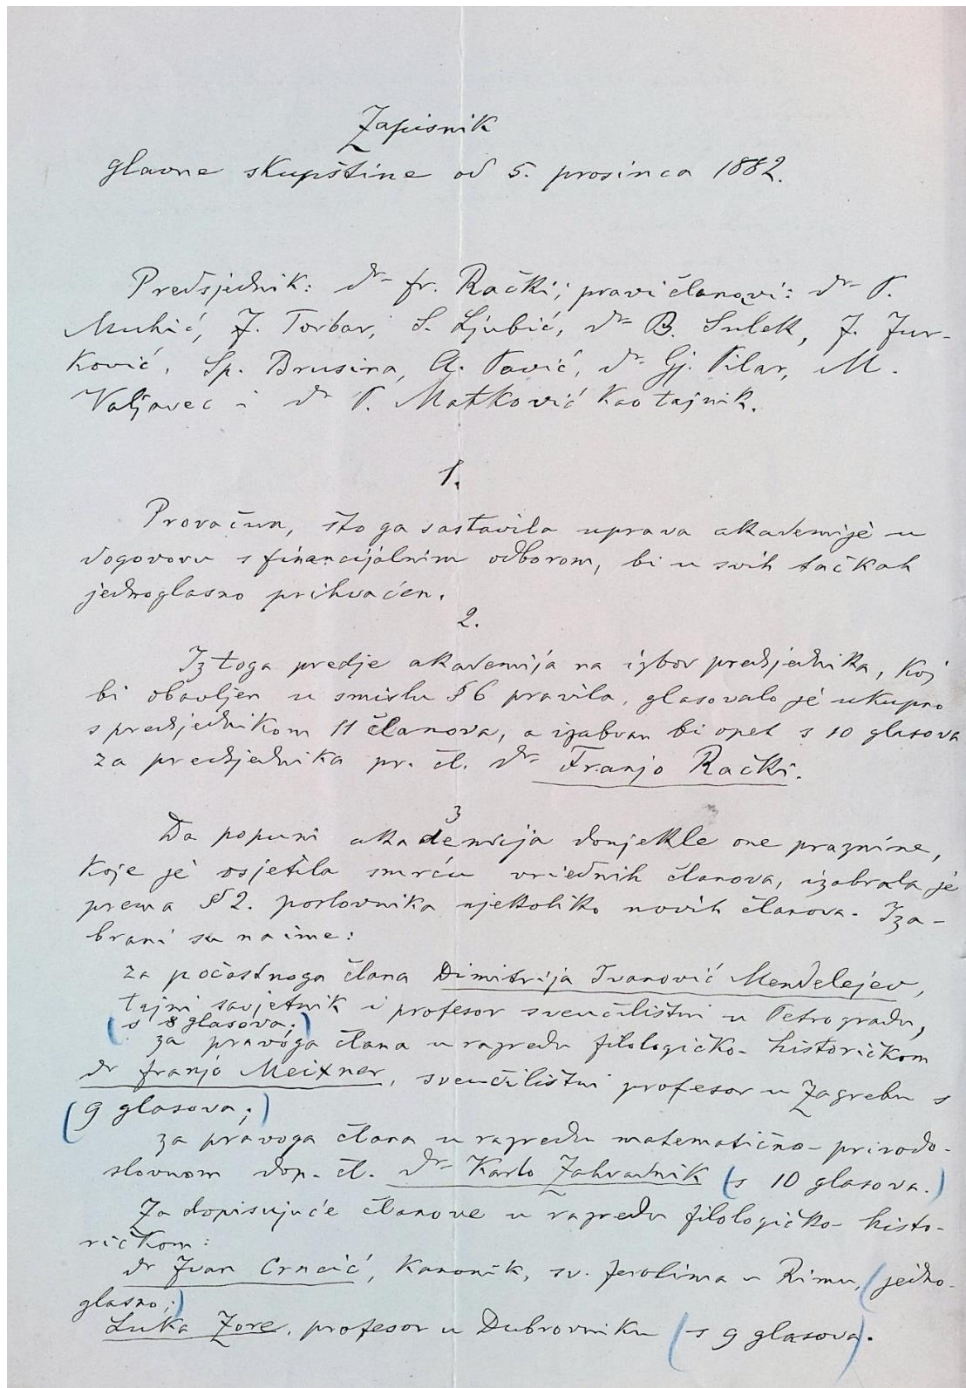 Zapisnik
glavne skupštine od 5. prosinca 1882.
Predsjednik: dr fr. Rački; pravi članovi: dr P.
Muhić, J. Torbar, S. Ljubić, dr B. Šulek, J. Jur-
ković, Sp. Brusina, A. Pavić, dr Gj. Pilar, M.
Valjavec i dr P. Matković kao tajnik.
1.
Proračun, što ga sastavila uprava akademije u
dogovoru s financijalnim odborom, bi u svih tačkah
jednoglasno prihvaćen.
2.
Iz toga predje akademija na izbor predsjednika, koj
bi obavljen u smislu §6 pravila, glasovalo je ukupno
s predsjednikom 11 članova, a izabran bi opet s 10 glasova
za predsjednika pr. čl. dr Franjo Rački.
3
Da popuni akademija donjekle one praznine,
koje je osjetila smrću vriednih članova, izabrala je
prema §2. poslovnika njekoliko novih članova. Iza-
brani su naime:
za počastnoga člana Dimitrija Ivanović Mendelejev,
tajni savjetnik i profesor sveučilištni u Petrogradu,
(s 8 glasova;)
za pravoga člana u razredu filologičko-historičkom
dr franjo Meixner, sveučilištni profesor u Zagrebu s
(9 glasova;)
za pravoga člana u razredu matematično-prirodo-
slovnom dop. čl. dr Karlo Zahradnik (s 10 glasova.)
Za dopisujuće članove u razredu filologičko-histo-
ričkom:
dr Ivan Crnčić, kanonik, sv. Jerolima u Rimu, (jedno-
glasno;)
Luka Zore, profesor u Dubrovniku (s 9 glasova).